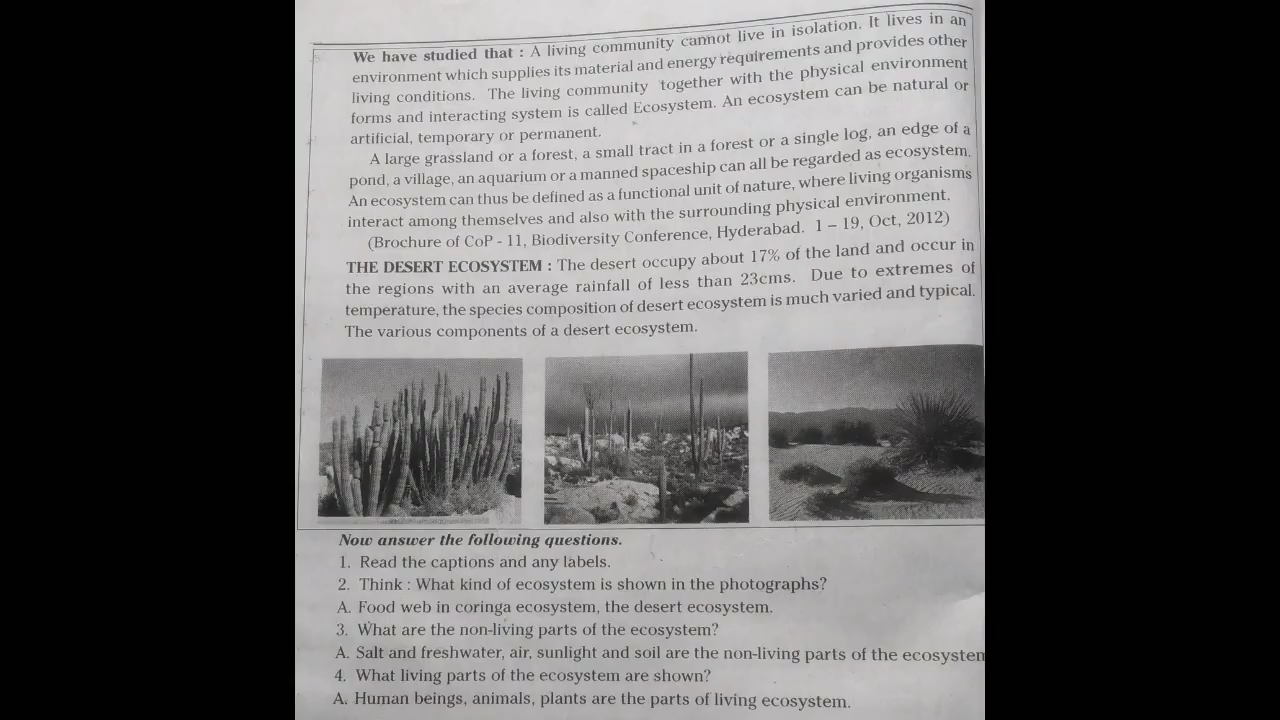 We have studied that : A living community cannot live in isolation. It lives in an
environment which supplies its material and energy requirements and provides other
living conditions. The living community together with the physical environment
forms and interacting system is called Ecosystem. An ecosystem can be natural or
artificial, temporary or permanent.
A large grassland or a forest, a small tract in a forest or a single log, an edge of a
pond, a village, an aquarium or a manned spaceship can all be regarded as ecosystem.
An ecosystem can thus be defined as a functional unit of nature, where living organisms
interact among themselves and also with the surrounding physical environment.
(Brochure of CoP - 11, Biodiversity Conference, Hyderabad. 1 – 19, Oct, 2012)
THE DESERT ECOSYSTEM : The desert occupy about 17% of the land and occur in
the regions with an average rainfall of less than 23cms. Due to extremes of
temperature, the species composition of desert ecosystem is much varied and typical.
The various components of a desert ecosystem.
Now answer the following questions.
1. Read the captions and any labels.
2. Think : What kind of ecosystem is shown in the photographs?
A. Food web in coringa ecosystem, the desert ecosystem.
3. What are the non-living parts of the ecosystem?
A. Salt and freshwater, air, sunlight and soil are the non-living parts of the ecosystem
4. What living parts of the ecosystem are shown?
A. Human beings, animals, plants are the parts of living ecosystem.